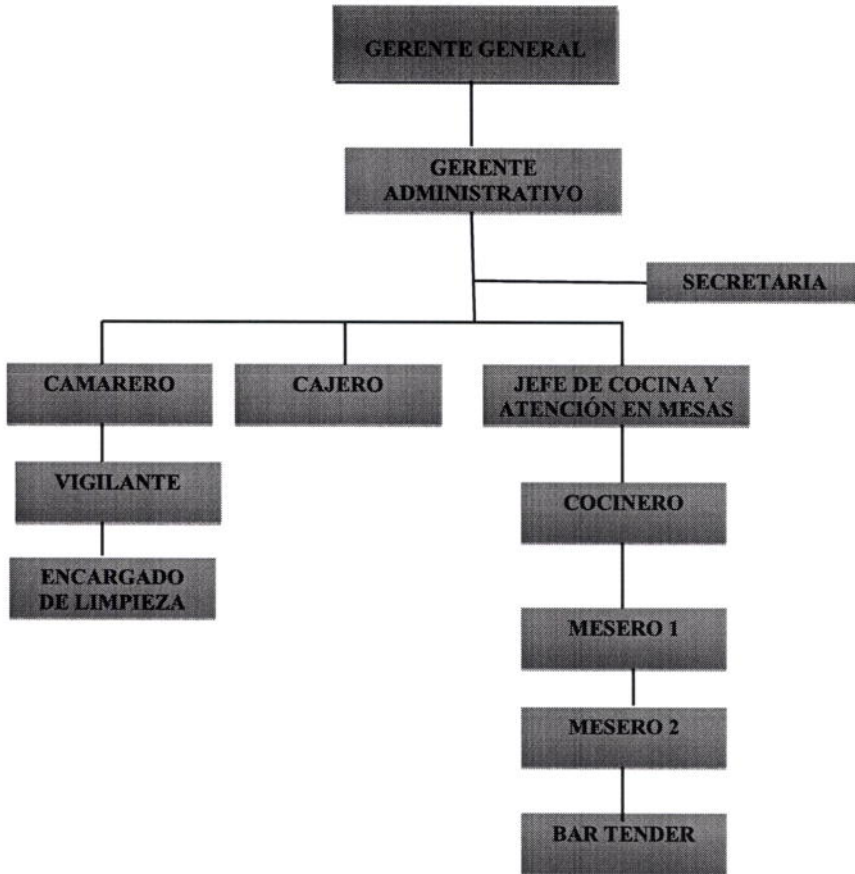 GERENTE GENERAL
GERENTE
ADMINISTRATIVO
SECRETARIA
CAMARERO
CAJERO
JEFE DE COCINA Y
ATENCIÓN EN MESAS
VIGILANTE
COCINERO
ENCARGADO
DE LIMPIEZA
MESERO 1
MESERO 2
BAR TENDER